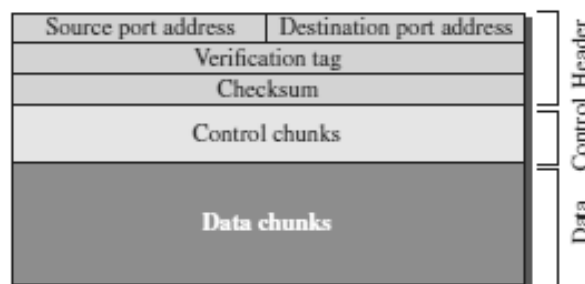 Source port address Destination port address
Verification tag
Checksum
Control chunks
Data chunks
Header
Control
Data